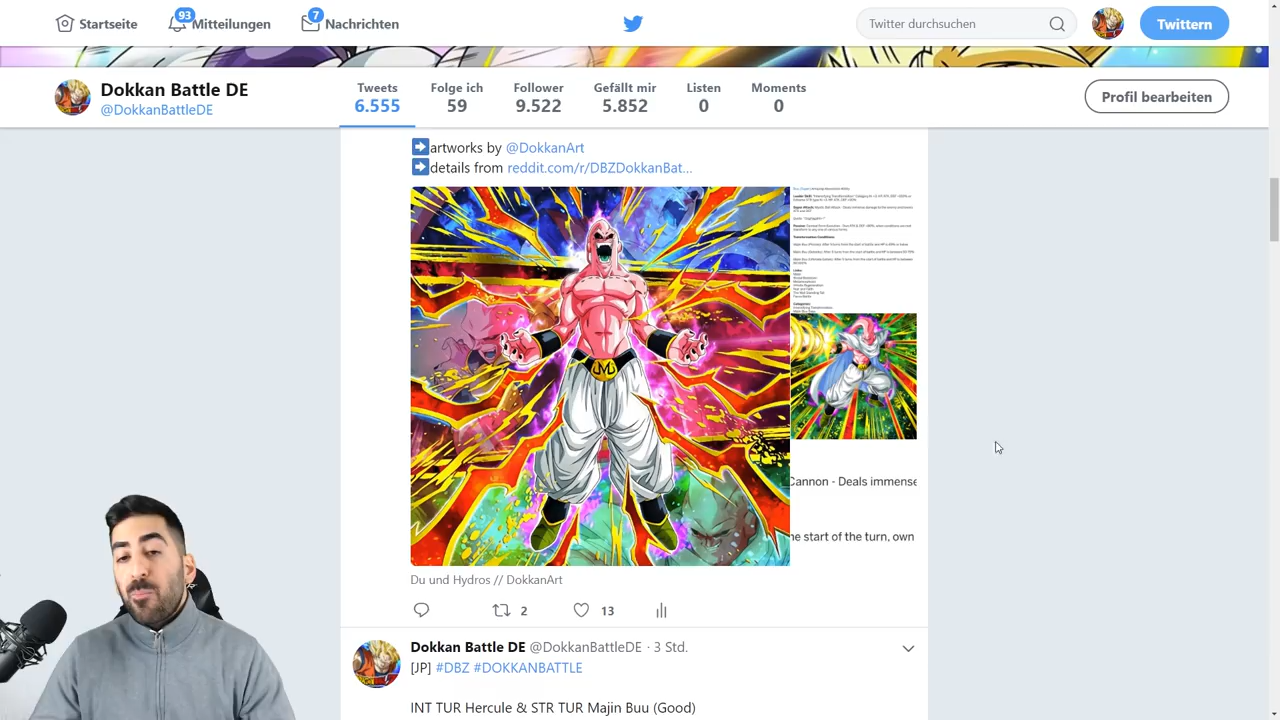 Startseite
93
Mitteilungen
7
Nachrichten
Twitter durchsuchen
Twittern
Dokkan Battle DE
@DokkanBattleDE
Tweets
6.555
Folge ich
59
Follower
9.522
Gefällt mir
5.852
Listen
0
Moments
0
Profil bearbeiten
➡artworks by @DokkanArt
➡details from reddit.com/r/DBZDokkanBat...
Cannon - Deals immense
he start of the turn, own
Du und Hydros // DokkanArt
2
13
Dokkan Battle DE @DokkanBattleDE · 3 Std.
[JP] #DBZ #DOKKANBATTLE
INT TUR Hercule & STR TUR Majin Buu (Good)